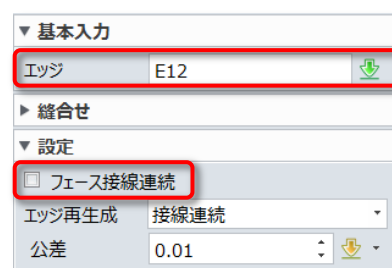 ▼ 基本入力
エッジ E12
▶ 縫合せ
▼ 設定
フェース接線連続
エッジ再生成 接線連続
公差 0.01